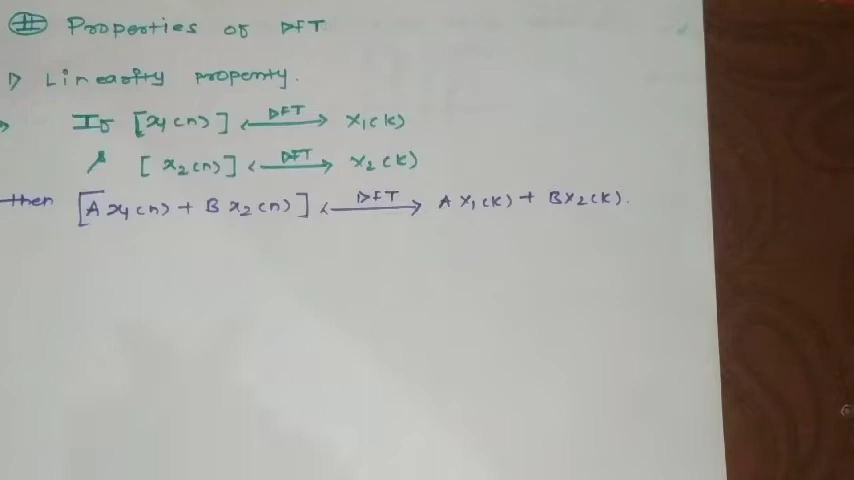 # Properties of DFT
1) Linearity property.
→ If [x₁(n)] <—DFT—> X₁(k)
& [x₂(n)] <—DFT—> X₂(k)
then [A x₁(n) + B x₂(n)] <—DFT—> A X₁(k) + B X₂(k).